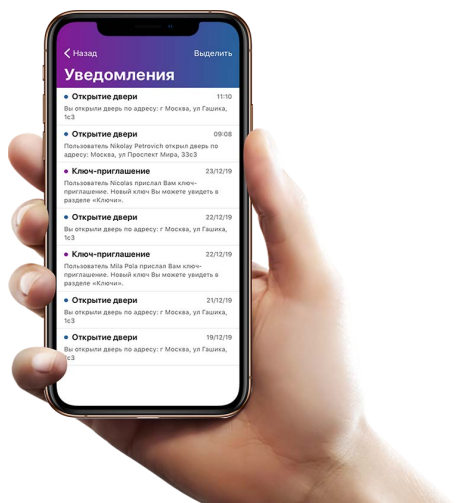 Назад Выделить
Уведомления
Открытие двери 11:10
Вы открыли дверь по адресу: г Москва, ул Гашика,
1с3
Открытие двери 09:08
Пользователь Nikolay Petrovich открыл дверь по
адресу: Москва, ул Проспект Мира, 33с3
Ключ-приглашение 23/12/19
Пользователь Nicolas прислал Вам ключ-
приглашение. Новый ключ Вы можете увидеть в
разделе «Ключи».
Открытие двери 22/12/19
Вы открыли дверь по адресу: г Москва, ул Гашика,
1с3
Ключ-приглашение 22/12/19
Пользователь Mila Pola прислал Вам ключ-
приглашение. Новый ключ Вы можете увидеть в
разделе «Ключи».
Открытие двери 21/12/19
Вы открыли дверь по адресу: г Москва, ул Гашика,
1с3
Открытие двери 19/12/19
Вы открыли дверь по адресу: г Москва, ул Гашика,
1с3